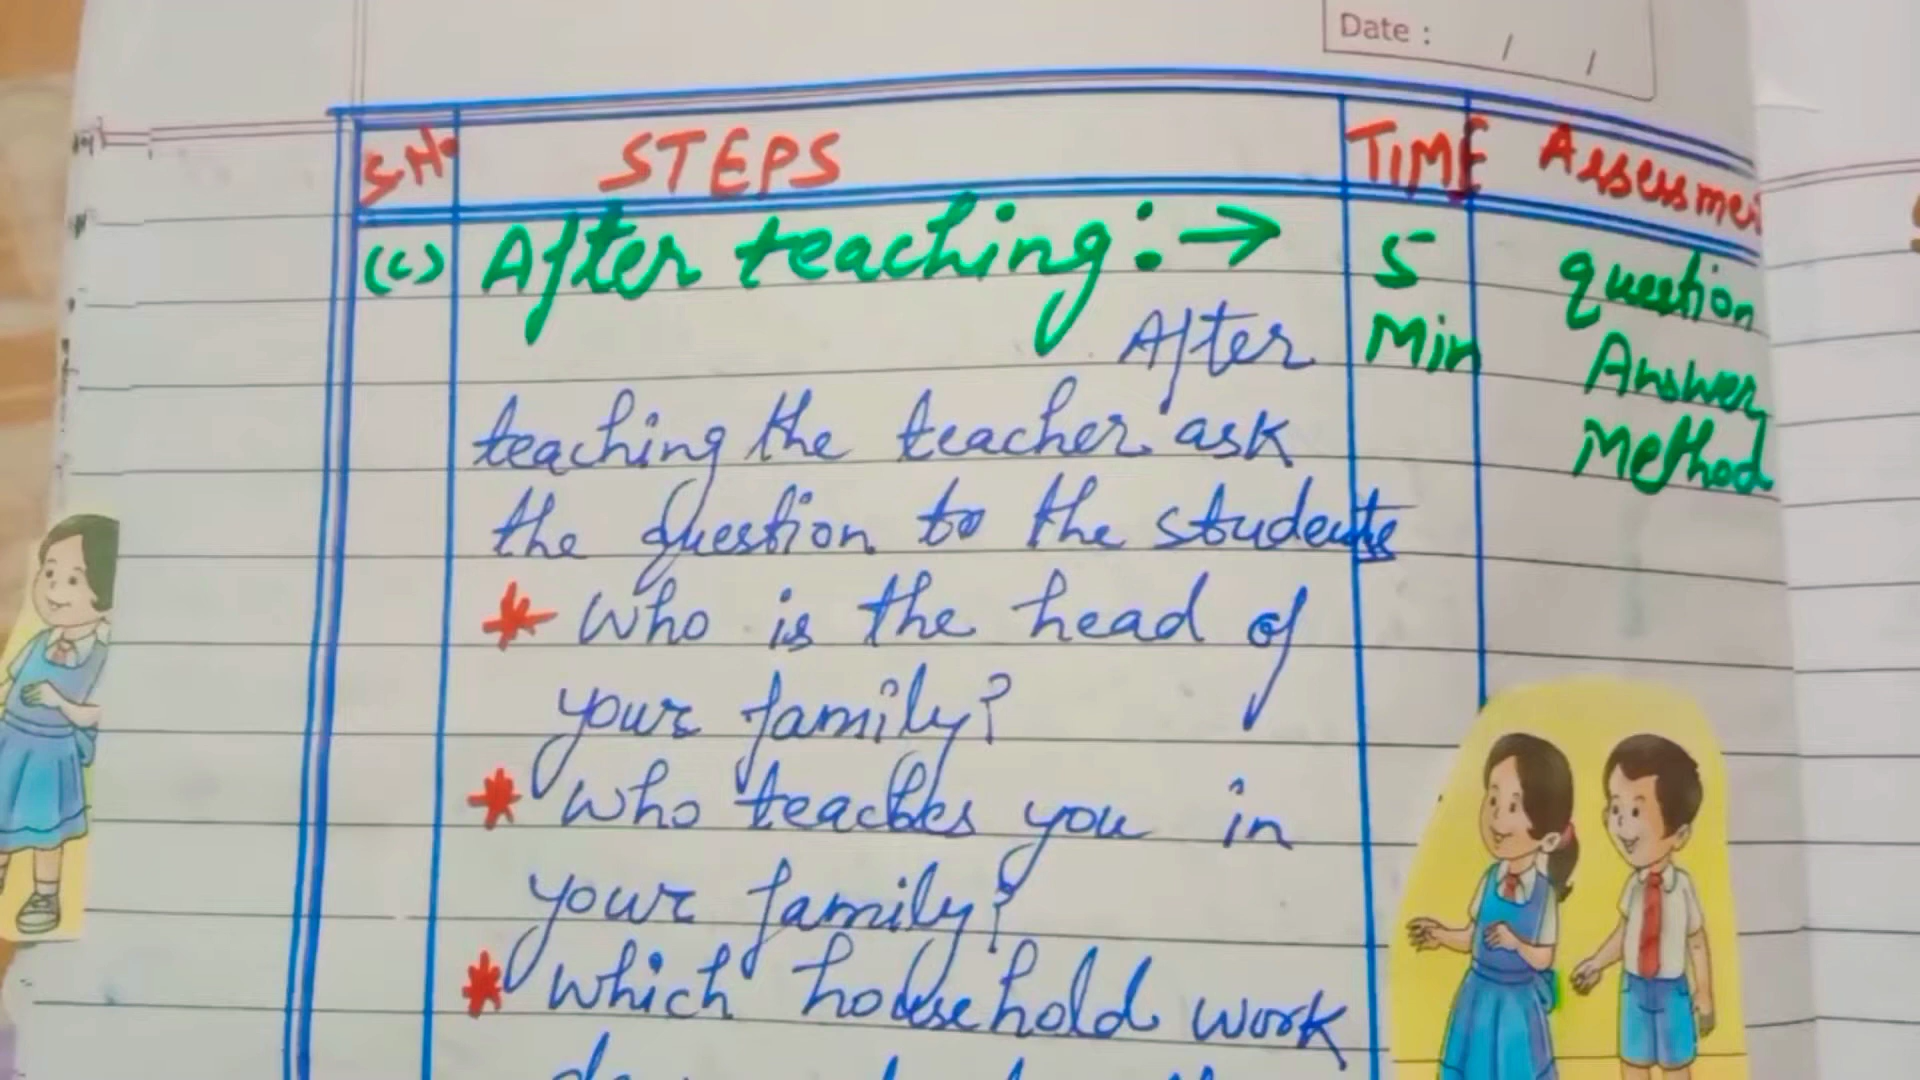 Date : / /
S.N. STEPS TIME Assessmen
(c) After teaching :→ 5 question
After Min Answer
teaching the teacher ask Method
the question to the students
* Who is the head of
your family?
* Who teaches you in
your family?
* which household work